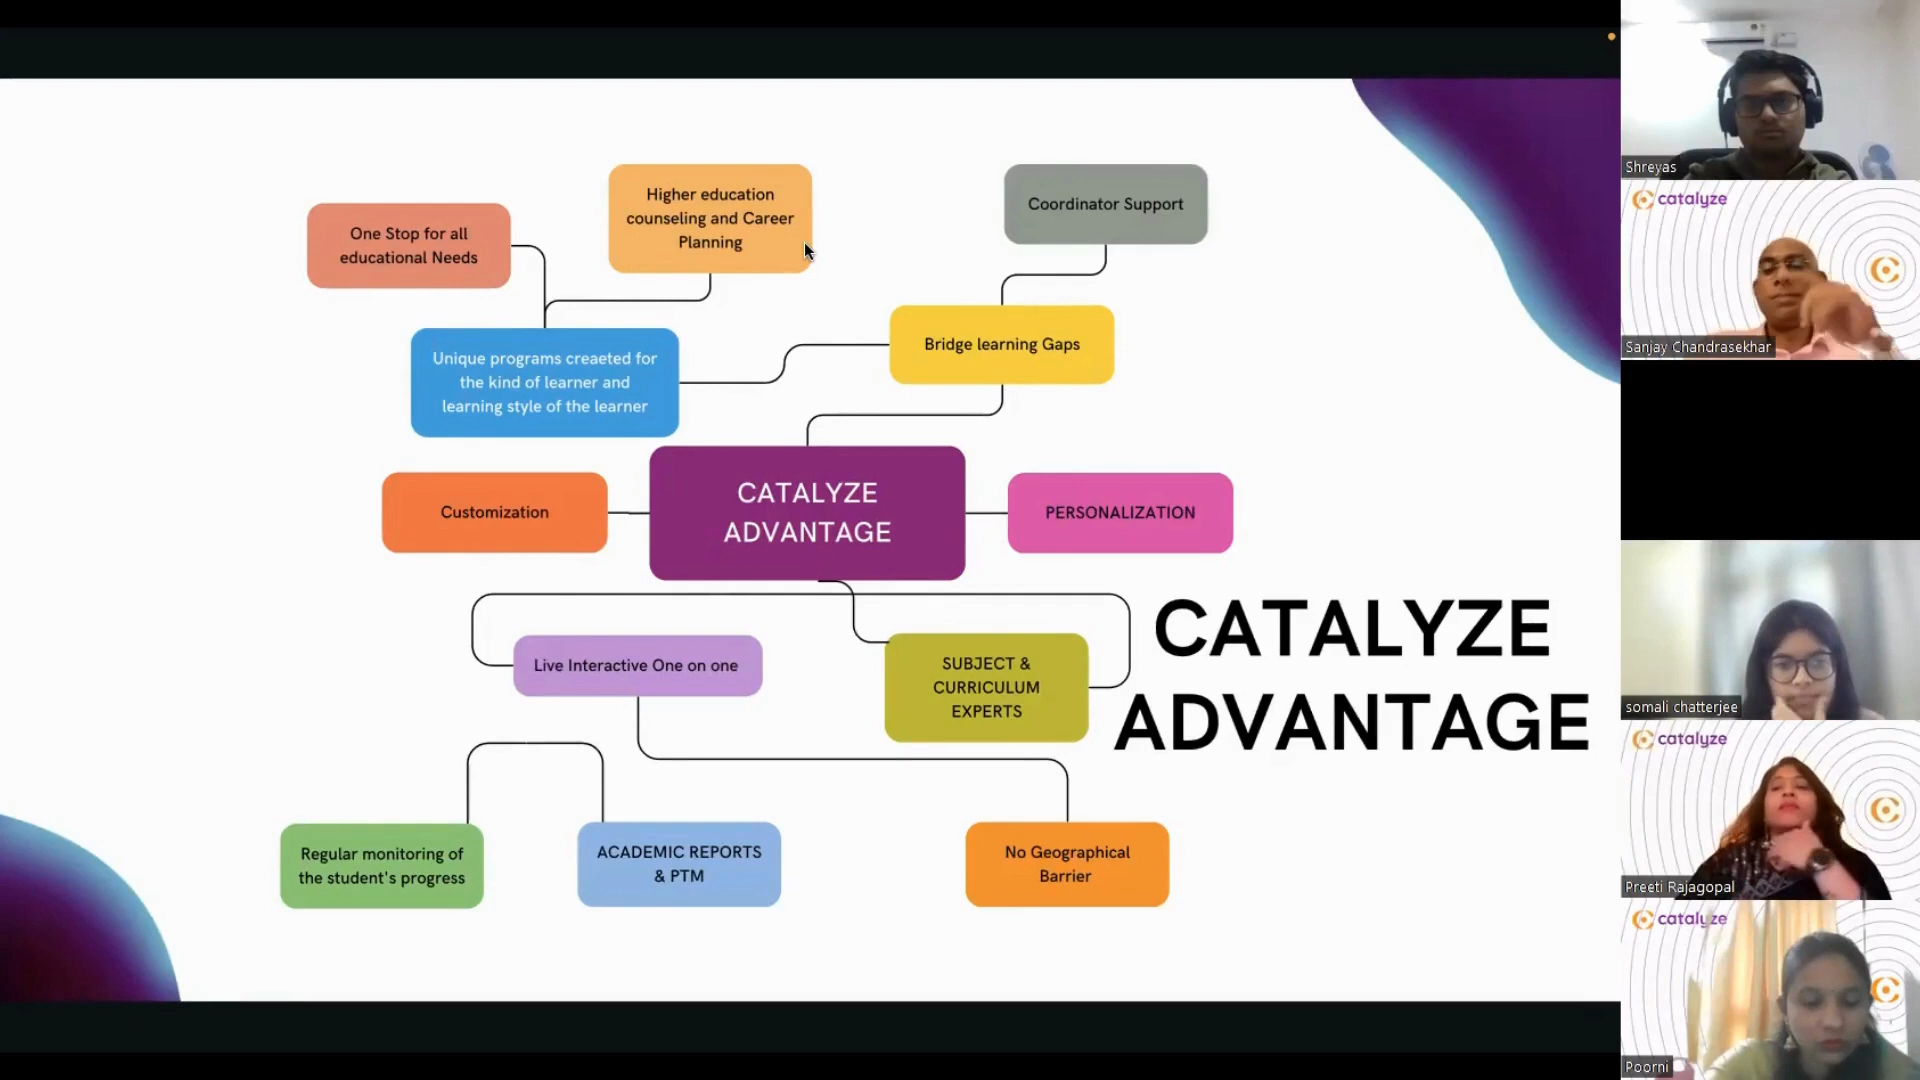 One Stop for all
educational Needs
Higher education
counseling and Career
Planning
Coordinator Support
Unique programs creaeted for
the kind of learner and
learning style of the learner
Bridge learning Gaps
Customization
CATALYZE
ADVANTAGE
PERSONALIZATION
Live Interactive One on one
SUBJECT &
CURRICULUM
EXPERTS
CATALYZE
ADVANTAGE
Regular monitoring of
the student's progress
ACADEMIC REPORTS
& PTM
No Geographical
Barrier
Shreyas
catalyze
Sanjay Chandrasekhar
somali chatterjee
catalyze
Preeti Rajagopal
catalyze
Poorni